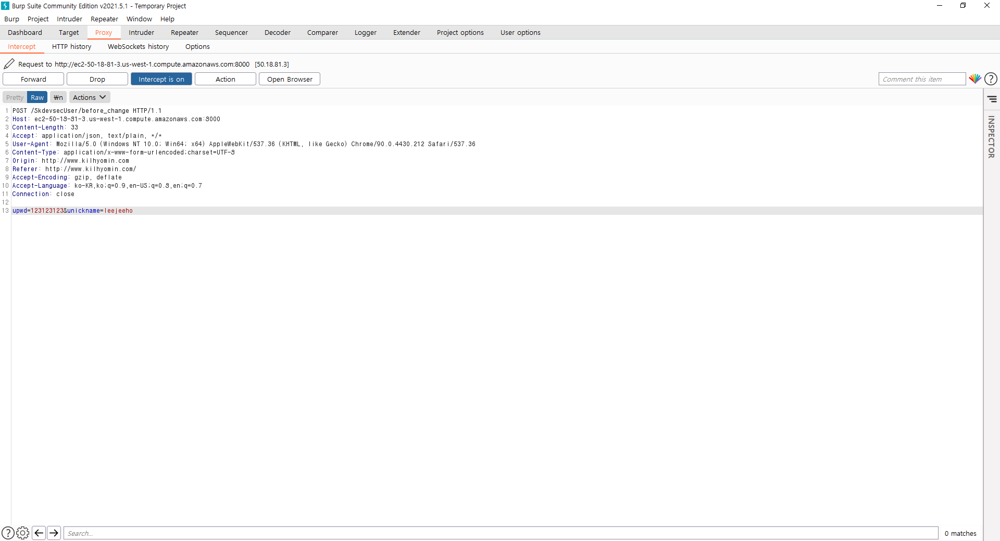 Burp Suite Community Edition v2021.5.1 - Temporary Project
Burp Project Intruder Repeater Window Help
Dashboard Target Proxy Intruder Repeater Sequencer Decoder Comparer Logger Extender Project options User options
Intercept HTTP history WebSockets history Options
Request to http://ec2-50-18-81-3.us-west-1.compute.amazonaws.com:8000 [50.18.81.3]
Forward Drop Intercept is on Action Open Browser Comment this item ?
Pretty Raw ₩n Actions
INSPECTOR
1 POST /SkdevsecUser/before_change HTTP/1.1
2 Host: ec2-50-18-81-3.us-west-1.compute.amazonaws.com:8000
3 Content-Length: 33
4 Accept: application/json, text/plain, */*
5 User-Agent: Mozilla/5.0 (Windows NT 10.0; Win64; x64) AppleWebKit/537.36 (KHTML, like Gecko) Chrome/90.0.4430.212 Safari/537.36
6 Content-Type: application/x-www-form-urlencoded;charset=UTF-8
7 Origin: http://www.kilhyomin.com
8 Referer: http://www.kilhyomin.com/
9 Accept-Encoding: gzip, deflate
10 Accept-Language: ko-KR,ko;q=0.9,en-US;q=0.8,en;q=0.7
11 Connection: close
12
13 upwd=123123123&unickname=leejeeho
? Search... 0 matches